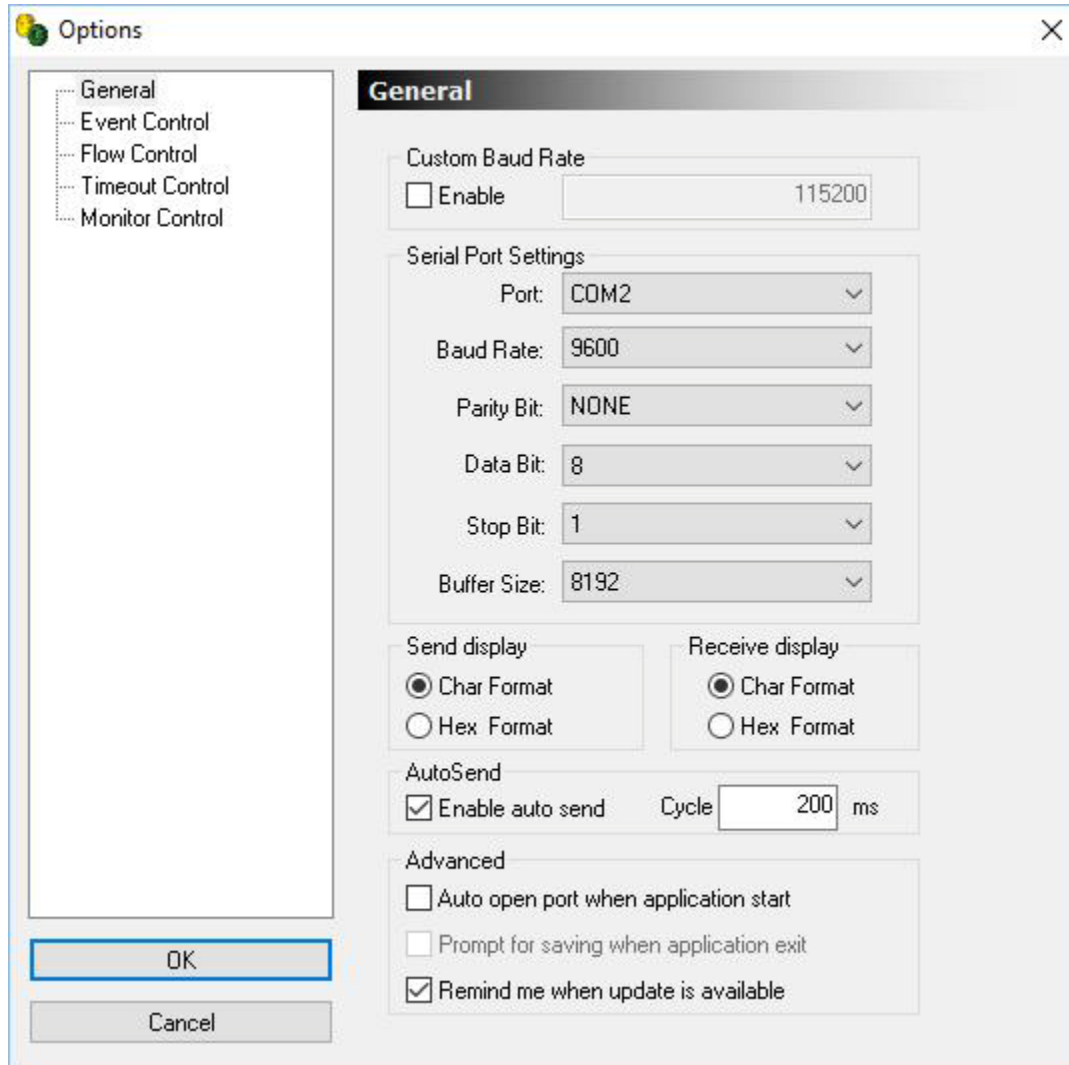 Options
General
Event Control
Flow Control
Timeout Control
Monitor Control
OK
Cancel
General
Custom Baud Rate
Enable 115200
Serial Port Settings
Port: COM2
Baud Rate: 9600
Parity Bit: NONE
Data Bit: 8
Stop Bit: 1
Buffer Size: 8192
Send display Receive display
Char Format Char Format
Hex Format Hex Format
AutoSend
Enable auto send Cycle 200 ms
Advanced
Auto open port when application start
Prompt for saving when application exit
Remind me when update is available